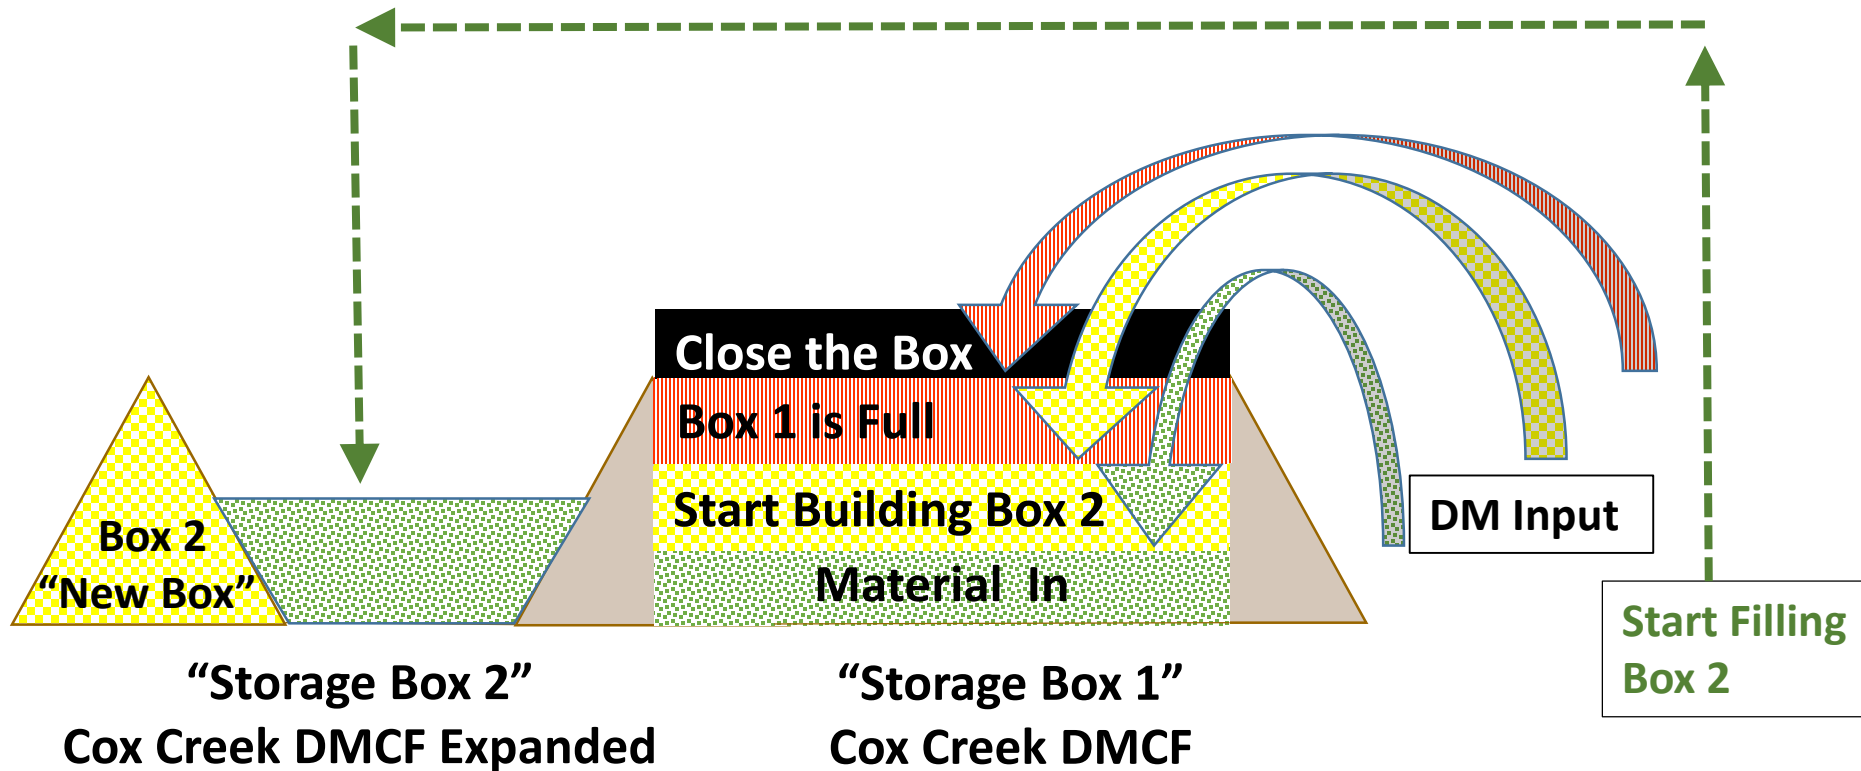 Close the Box
Box 1 is Full
Start Building Box 2
Material In
DM Input
Start Filling
Box 2
Box 2
“New Box”
“Storage Box 2”
Cox Creek DMCF Expanded
“Storage Box 1”
Cox Creek DMCF